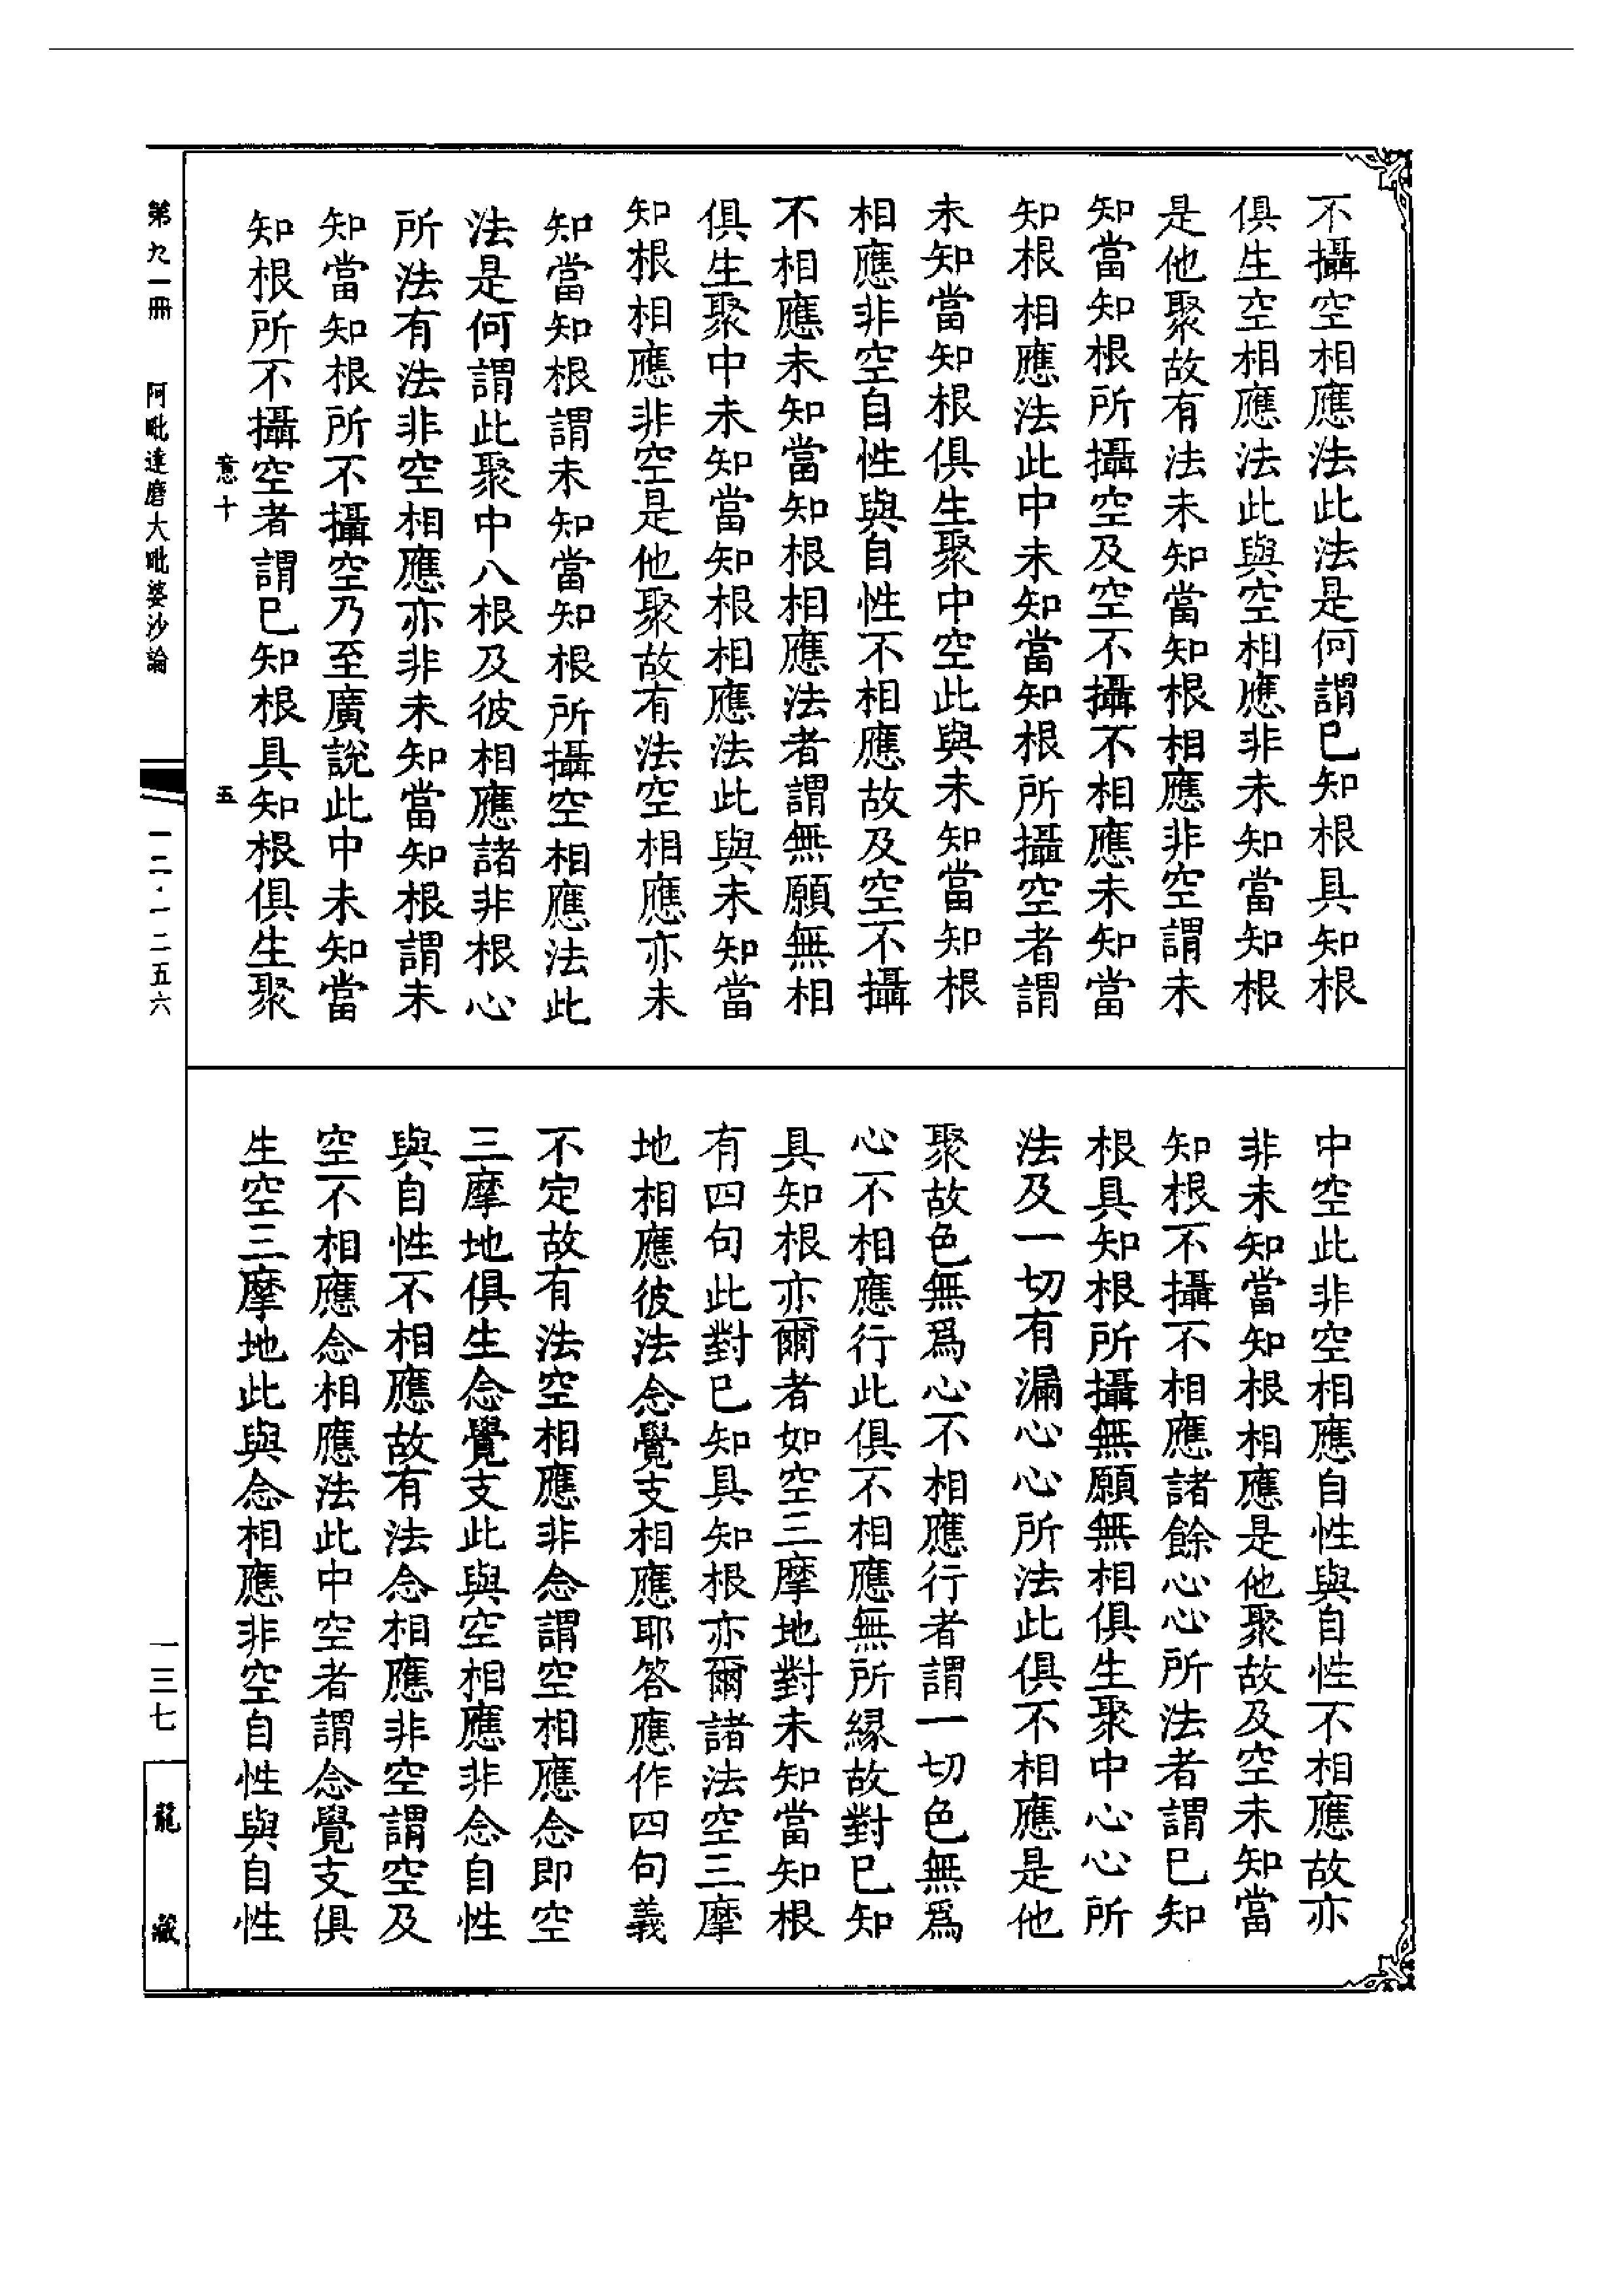 不攝空相應法此法是何謂已知根具知根
俱生空相應法此與空相應非未知當知根
是他聚故有法未知當知根相應非空謂未
知當知根所攝空及空不攝不相應未知當
知根相應法此中未知當知根所攝空者謂
未知當知根俱生聚中空此與未知當知根
相應非空自性與自性不相應故及空不攝
不相應未知當知根相應法者謂無願無相
俱生聚中未知當知根相應法此與未知當
知根相應非空是他聚故有法空相應亦未
知當知根謂未知當知根所攝空相應法此
法是何謂此聚中八根及彼相應諸非根心
所法有法非空相應亦非未知當知根謂未
知當知根所不攝空乃至廣說此中未知當
知根所不攝空者謂已知根具知根俱生聚
意十
五
中空此非空相應自性與自性不相應故亦
非未知當知根相應是他聚故及空未知當
知根不攝不相應諸餘心心所法者謂已知
根具知根所攝無願無相俱生聚中心心所
法及一切有漏心心所法此俱不相應是他
聚故色無爲心不相應行者謂一切色無爲
心不相應行此俱不相應無所緣故對已知
具知根亦爾者如空三摩地對未知當知根
有四句此對已知具知根亦爾諸法空三摩
地相應彼法念覺支相應耶答應作四句義
不定故有法空相應非念謂空相應念即空
三摩地俱生念覺支此與空相應非念自性
與自性不相應故有法念相應非空謂空及
空不相應念相應法此中空者謂念覺支俱
生空三摩地此與念相應非空自性與自性
第九一冊
阿毗達磨大毗婆沙論
一二·一二五六
一三七
龍藏